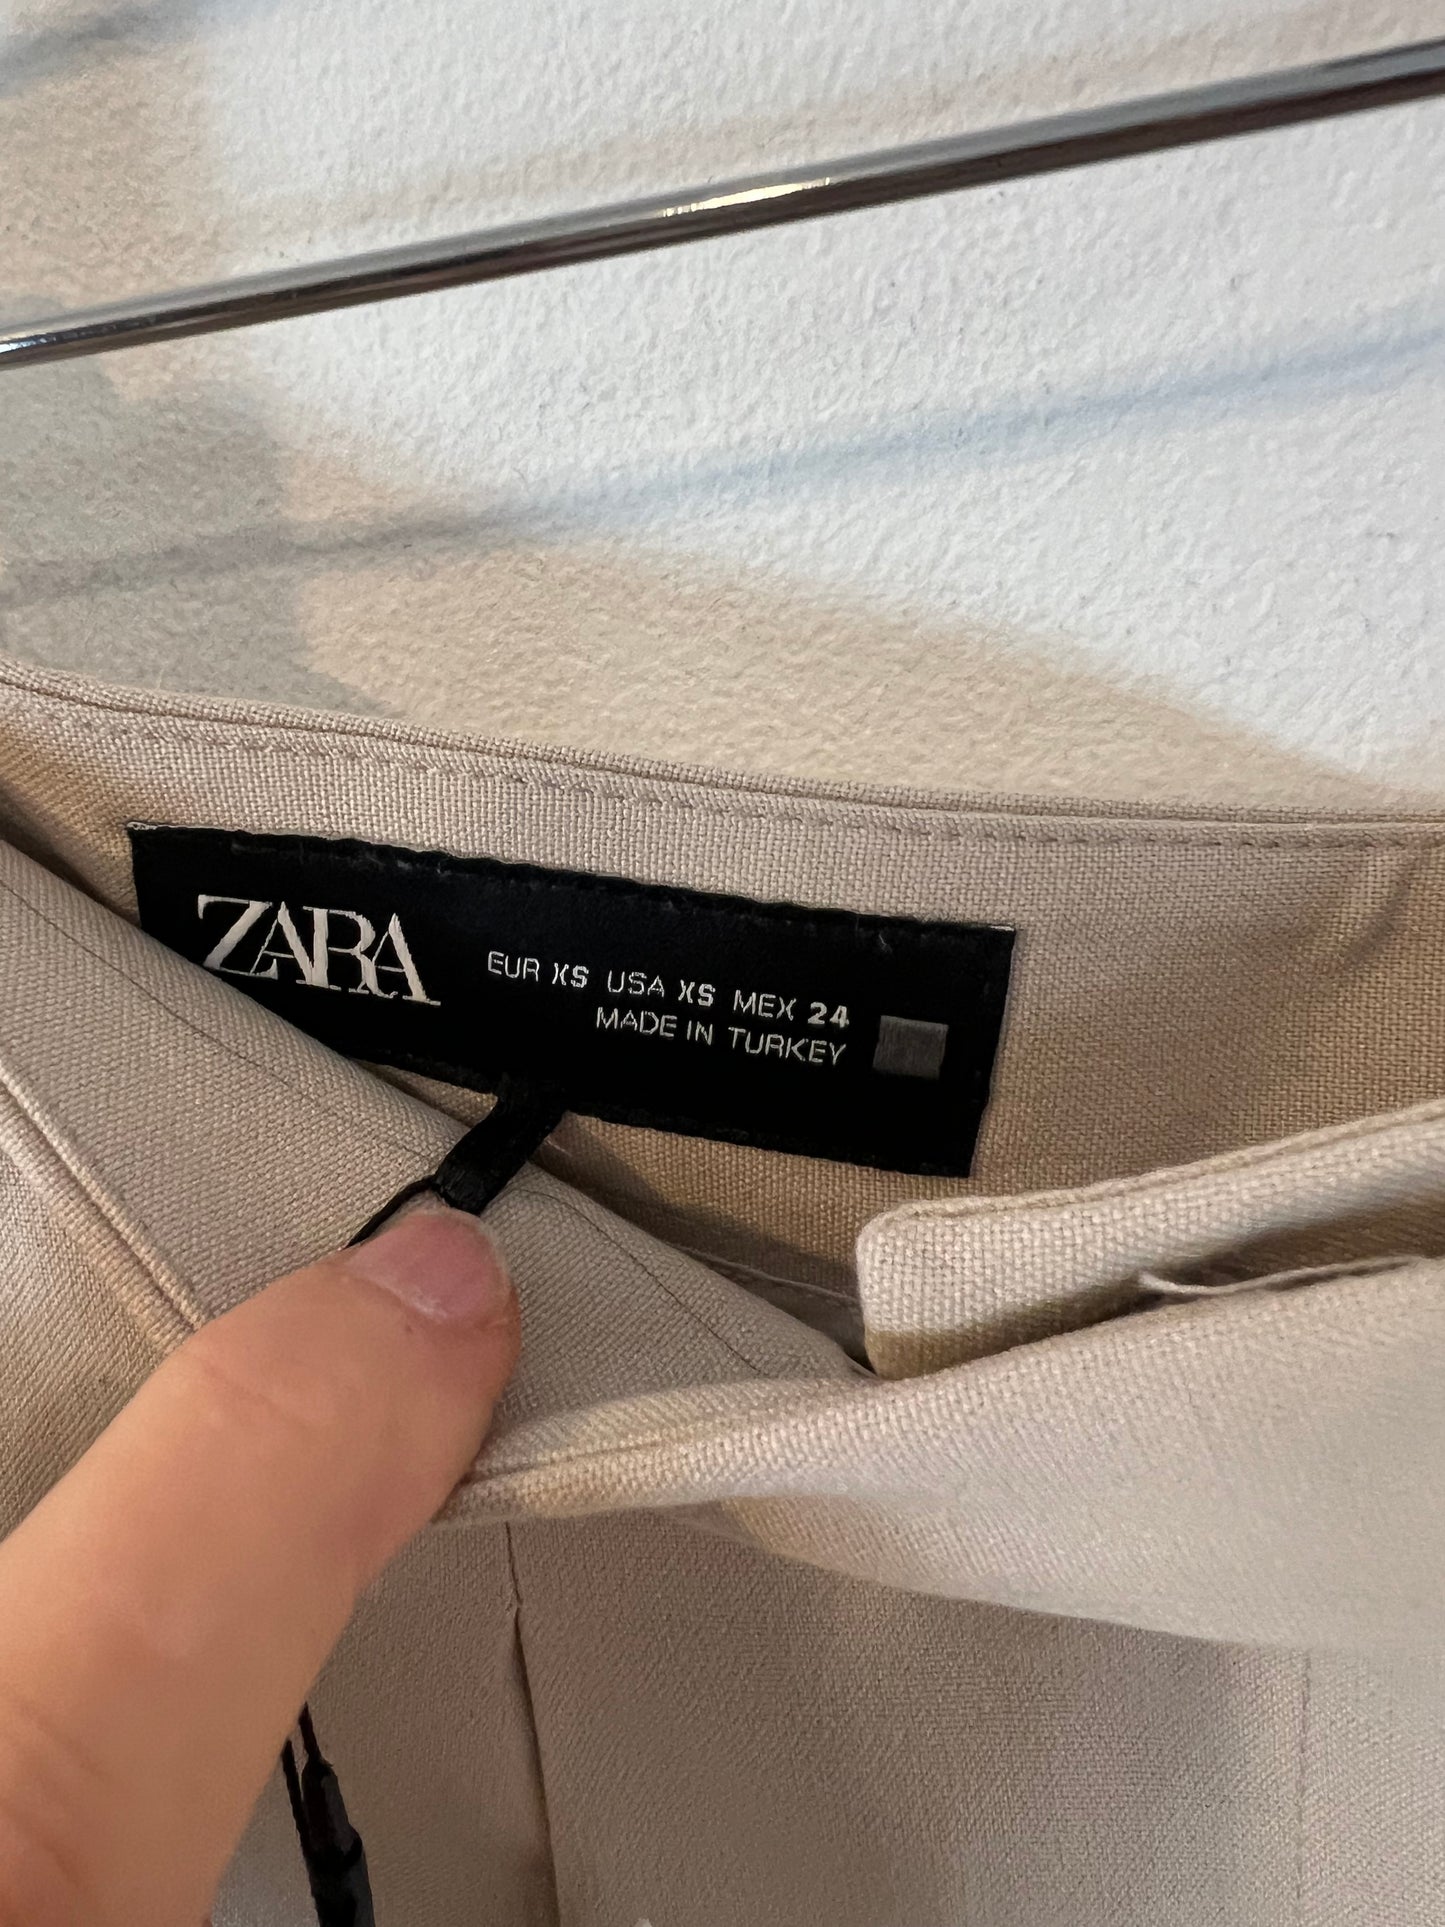 ZARA
EUR XS USA XS MEX 24
MADE IN TURKEY